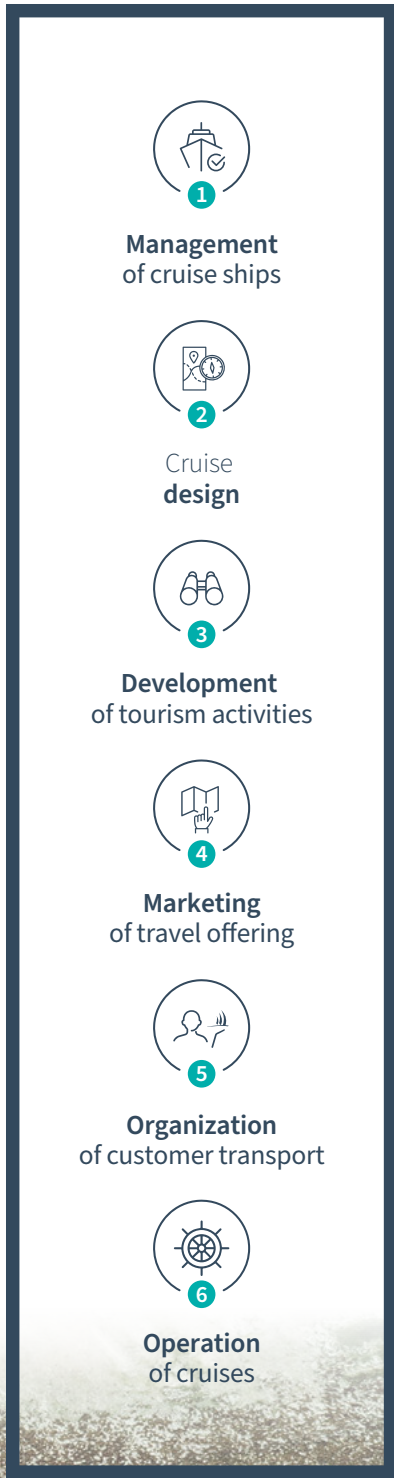 1
Management
of cruise ships
2
Cruise
design
3
Development
of tourism activities
4
Marketing
of travel offering
5
Organization
of customer transport
6
Operation
of cruises